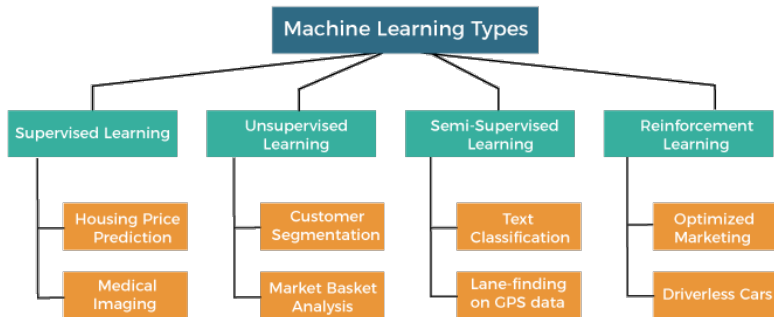 Machine Learning Types
Supervised Learning
Unsupervised
Learning
Semi-Supervised
Learning
Reinforcement
Learning
Housing Price
Prediction
Customer
Segmentation
Text
Classification
Optimized
Marketing
Medical
Imaging
Market Basket
Analysis
Lane-finding
on GPS data
Driverless Cars